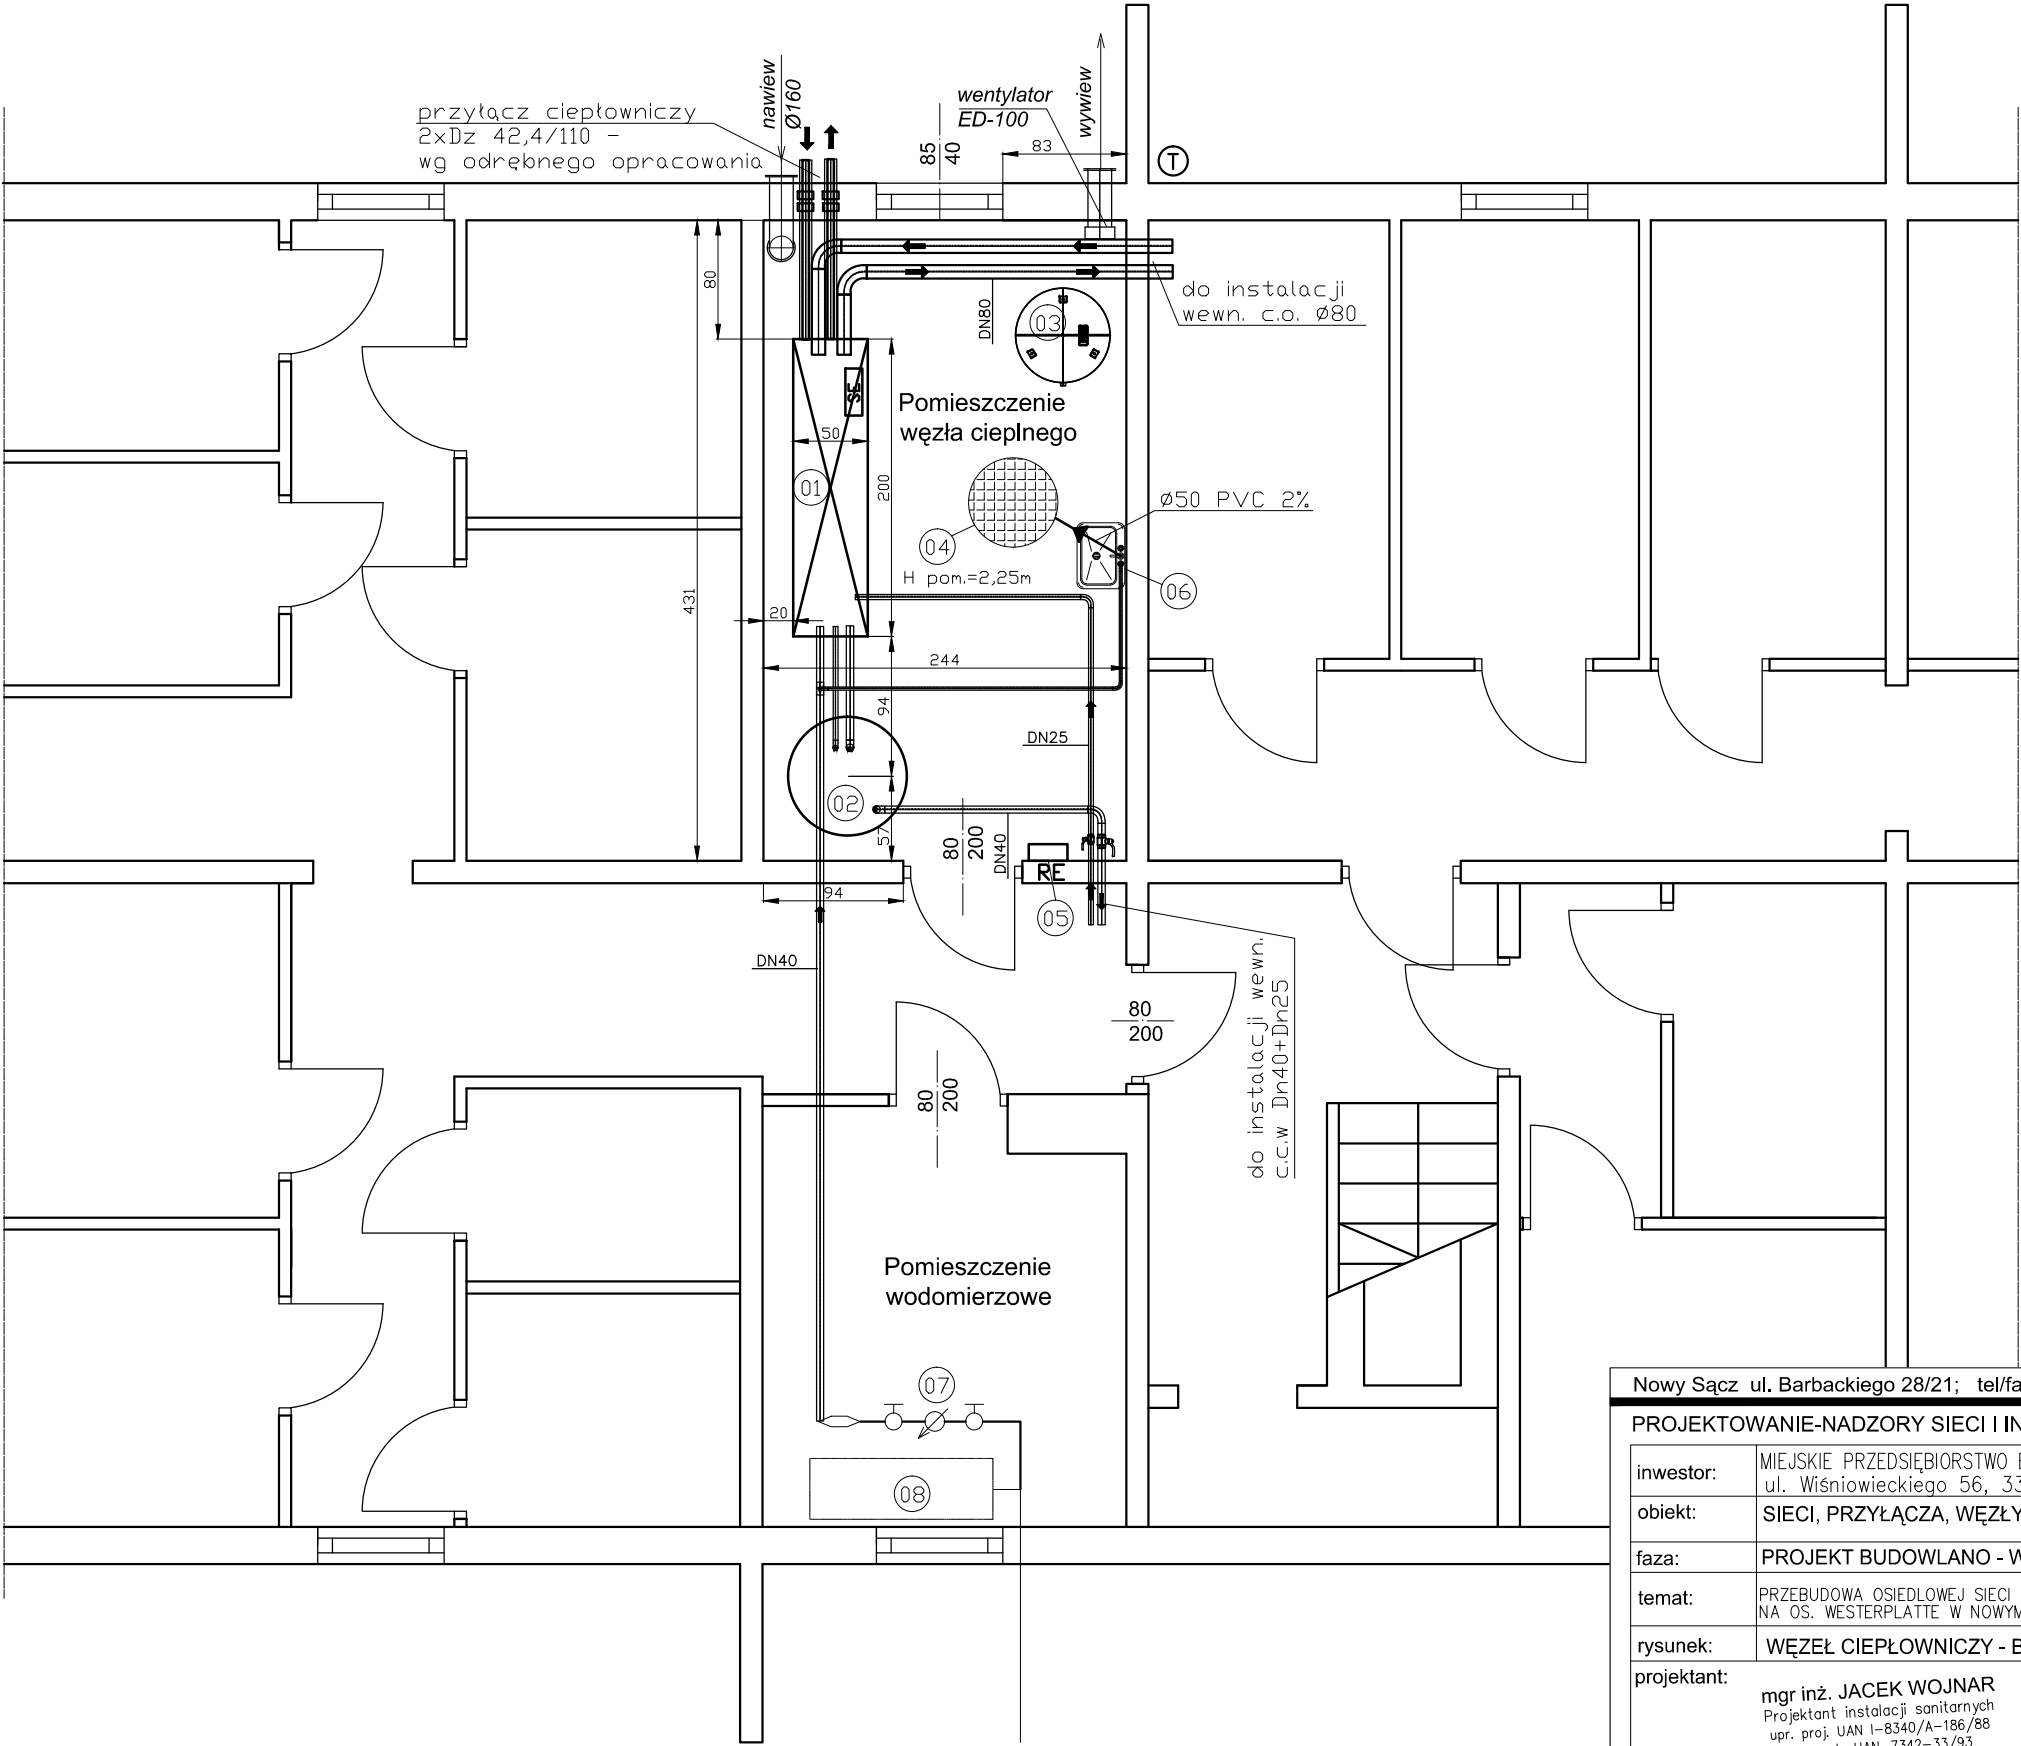 przyłącz ciepłowniczy
2xDz 42,4/110 -
wg odrębnego opracowania
nawiew
Ø160
85
40
wentylator
ED-100
83
wywiew
T
80
431
DN80
03
do instalacji
wewn. c.o. Ø80
SE
50
01
200
Pomieszczenie
węzła cieplnego
04
H pom.=2,25m
Ø50 PVC 2%
06
20
244
94
DN25
02
57
80
200
DN40
RE
05
94
DN40
80
200
do instalacji wewn.
c.c.w Dn40+Dn25
80
200
Pomieszczenie
wodomierzowe
07
08
Nowy Sącz ul. Barbackiego 28/21; tel/fa
PROJEKTOWANIE-NADZORY SIECI I IN
inwestor:
MIEJSKIE PRZEDSIĘBIORSTWO E
ul. Wiśniowieckiego 56, 33
obiekt:
SIECI, PRZYŁĄCZA, WĘZŁY
faza:
PROJEKT BUDOWLANO - W
temat:
PRZEBUDOWA OSIEDLOWEJ SIECI
NA OS. WESTERPLATTE W NOWYM
rysunek:
WĘZEŁ CIEPŁOWNICZY - B
projektant:
mgr inż. JACEK WOJNAR
Projektant instalacji sanitarnych
upr. proj. UAN I-8340/A-186/88
UAN 7342-33/93